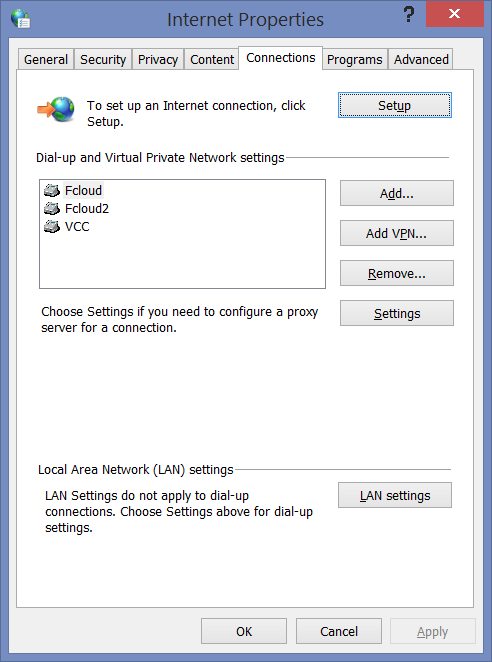 Internet Properties
? ×
General Security Privacy Content Connections Programs Advanced
To set up an Internet connection, click
Setup.
Setup
Dial-up and Virtual Private Network settings
Fcloud
Fcloud2
VCC
Add...
Add VPN...
Remove...
Choose Settings if you need to configure a proxy
server for a connection.
Settings
Local Area Network (LAN) settings
LAN Settings do not apply to dial-up
connections. Choose Settings above for dial-up
settings.
LAN settings
OK Cancel Apply